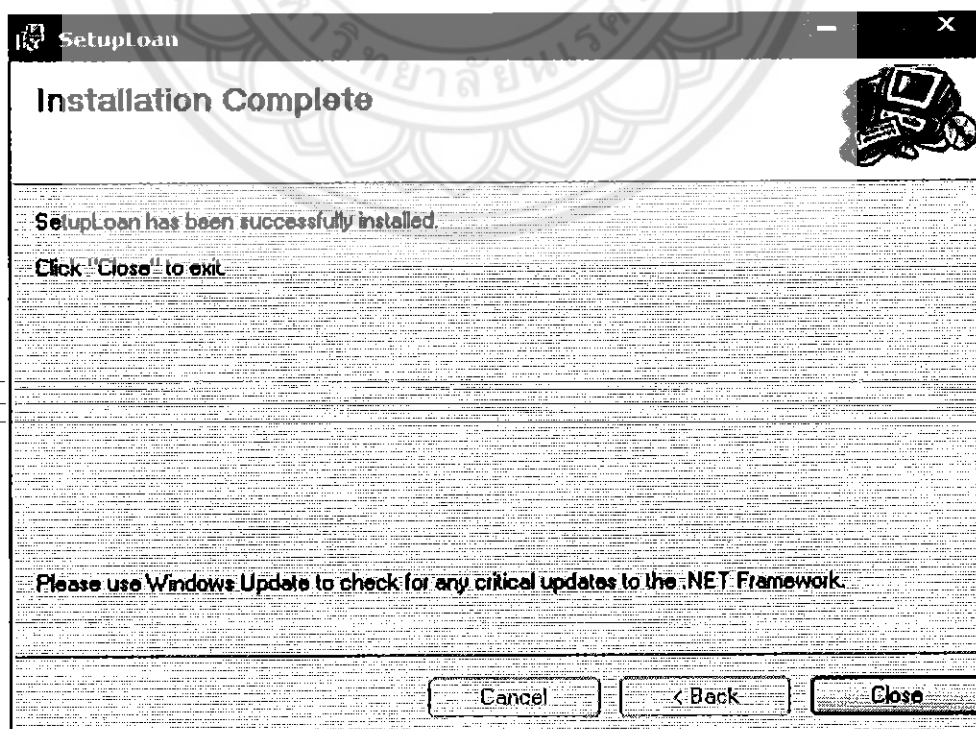 SetupLoan
Installation Complete
SetupLoan has been successfully installed.
Click "Close" to exit.
Please use Windows Update to check for any critical updates to the .NET Framework.
Cancel
< Back
Close